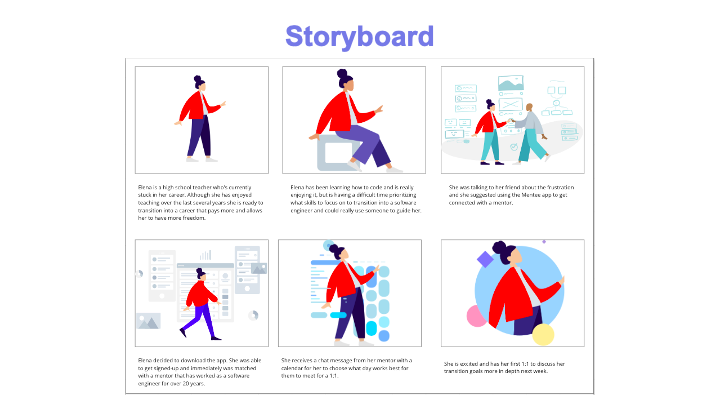 Storyboard
Elena is a high school teacher who's currently
stuck in her career. Although she has enjoyed
teaching over the last several years she is ready to
transition into a career that pays more and allows
her to have more freedom.
Elena has been learning how to code and is really
enjoying it, but is having a difficult time prioritizing
what skills to focus on to transition into a software
engineer and could really use someone to guide her.
She was talking to her friend about the frustration
and she suggested using the Mentee app to get
connected with a mentor.
Elena decided to download the app. She was able
to get signed-up and immediately was matched
with a mentor that has worked as a software
engineer for over 20 years.
She receives a chat message from her mentor with a
calendar for her to choose what day works best for
them to meet for a 1:1.
She is excited and has her first 1:1 to discuss her
transition goals more in depth next week.